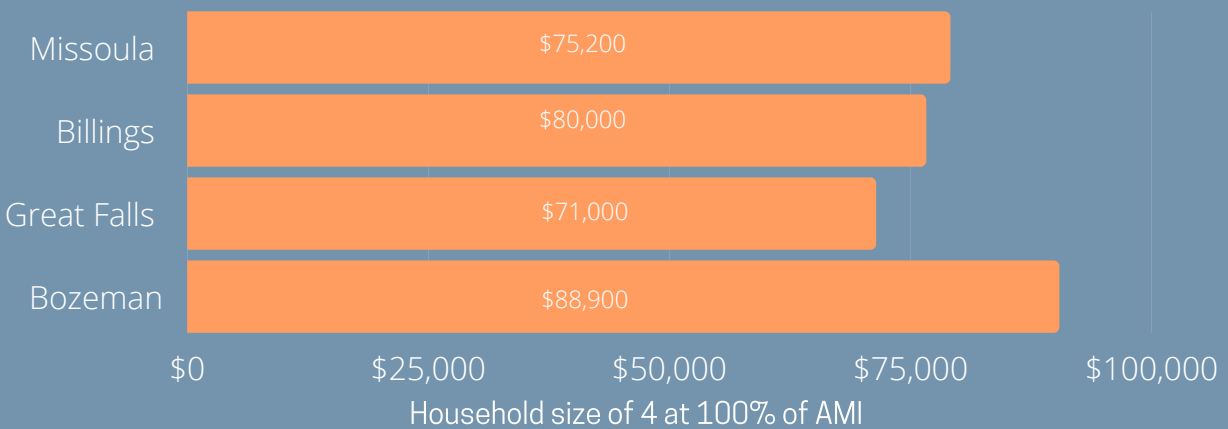 Missoula $75,200
Billings $80,000
Great Falls $71,000
Bozeman $88,900
$0 $25,000 $50,000 $75,000 $100,000
Household size of 4 at 100% of AMI